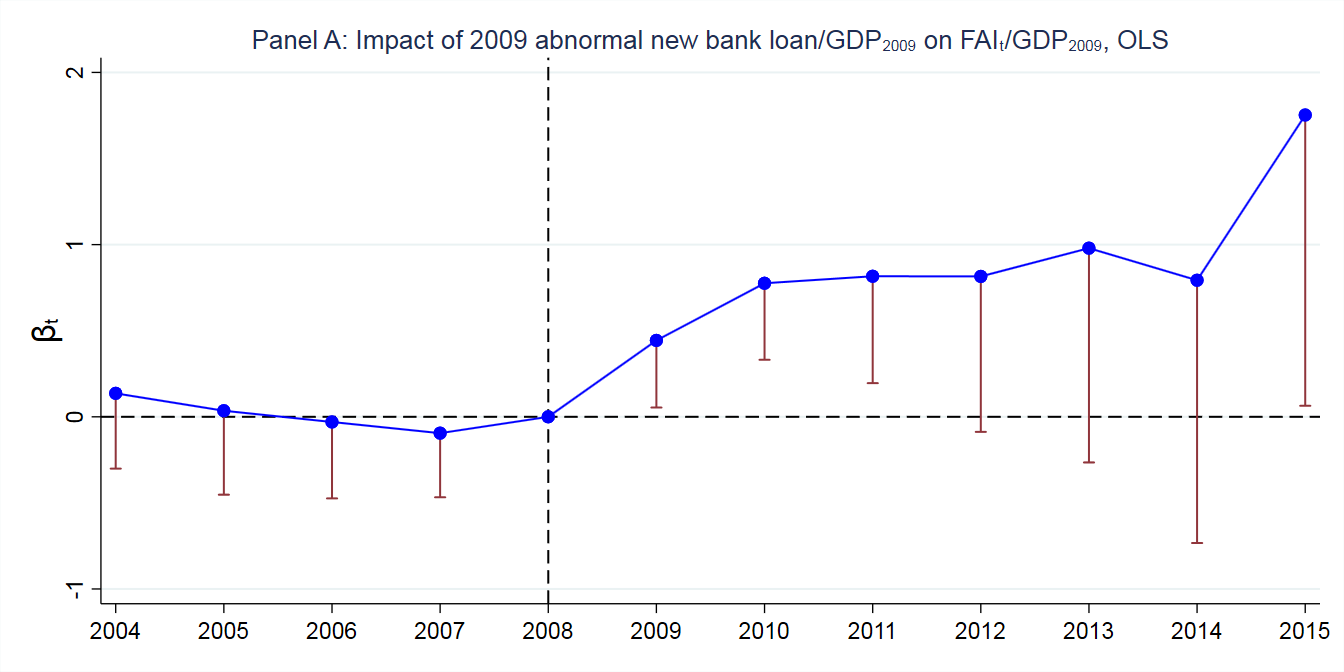 Panel A: Impact of 2009 abnormal new bank loan/GDP₂₀₀₉ on FAIₜ/GDP₂₀₀₉, OLS
2
1
0
-1
βₜ
2004 2005 2006 2007 2008 2009 2010 2011 2012 2013 2014 2015